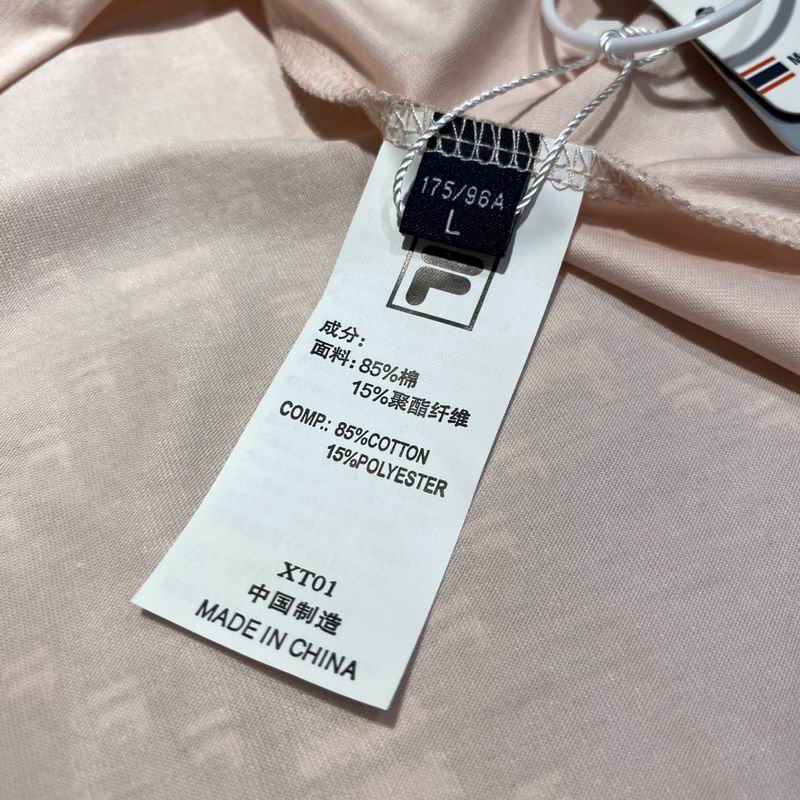 175/96A
L
成分:
面料: 85%棉
15%聚酯纤维
COMP.: 85%COTTON
15%POLYESTER
XT01
中国制造
MADE IN CHINA